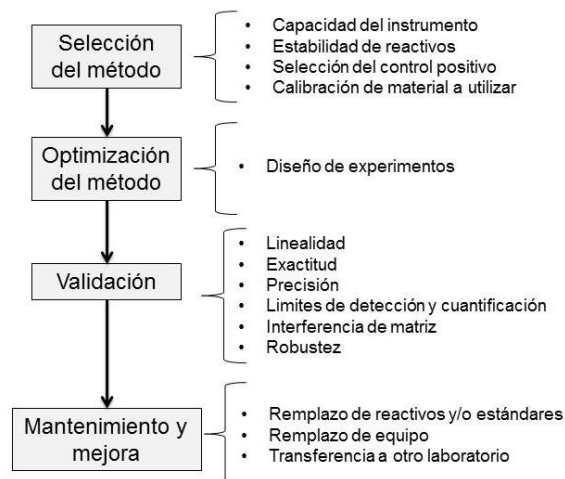 Selección
del método
• Capacidad del instrumento
• Estabilidad de reactivos
• Selección del control positivo
• Calibración de material a utilizar
Optimización
del método
• Diseño de experimentos
Validación
• Linealidad
• Exactitud
• Precisión
• Limites de detección y cuantificación
• Interferencia de matriz
• Robustez
Mantenimiento y
mejora
• Remplazo de reactivos y/o estándares
• Remplazo de equipo
• Transferencia a otro laboratorio